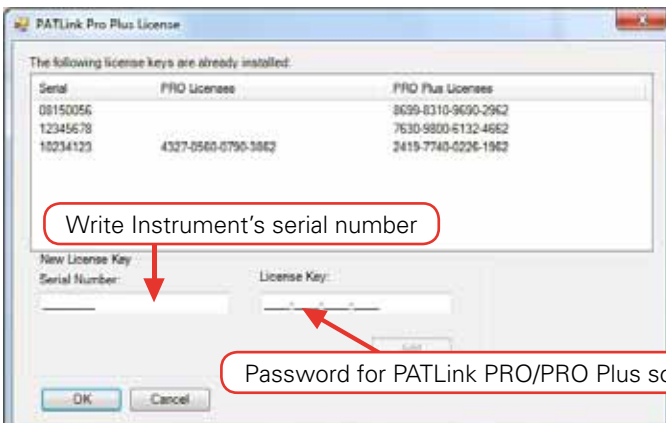 PATLink Pro Plus License
The following license keys are already installed:
Serial PRO Licenses PRO Plus Licenses
08150056 8699-8310-9690-2962
12345678 7630-9800-6132-4662
10234123 4327-0560-0790-3862 2419-7740-0226-1962
Write Instrument's serial number
New License Key
Serial Number: License Key:
Add
Password for PATLink PRO/PRO Plus so
OK Cancel